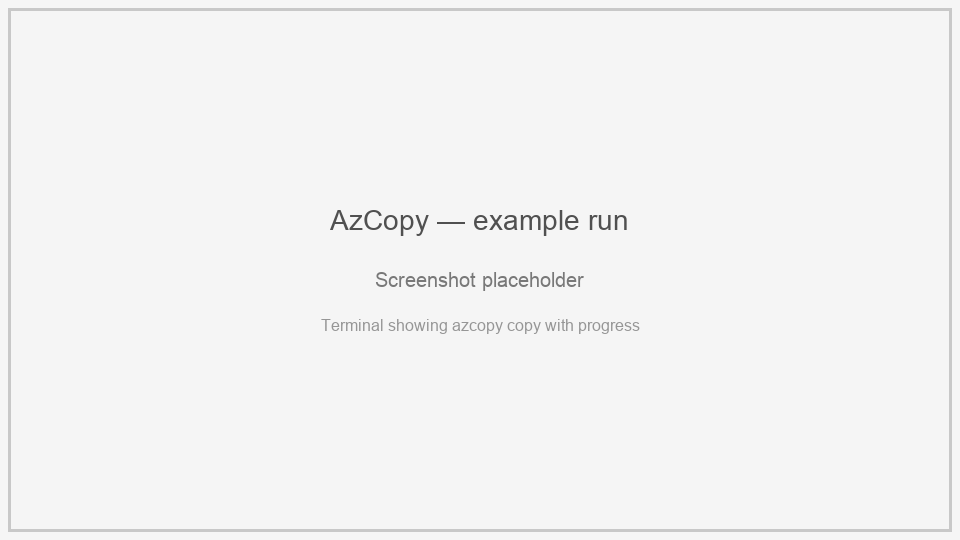 AzCopy — example run
Screenshot placeholder
Terminal showing azcopy copy with progress